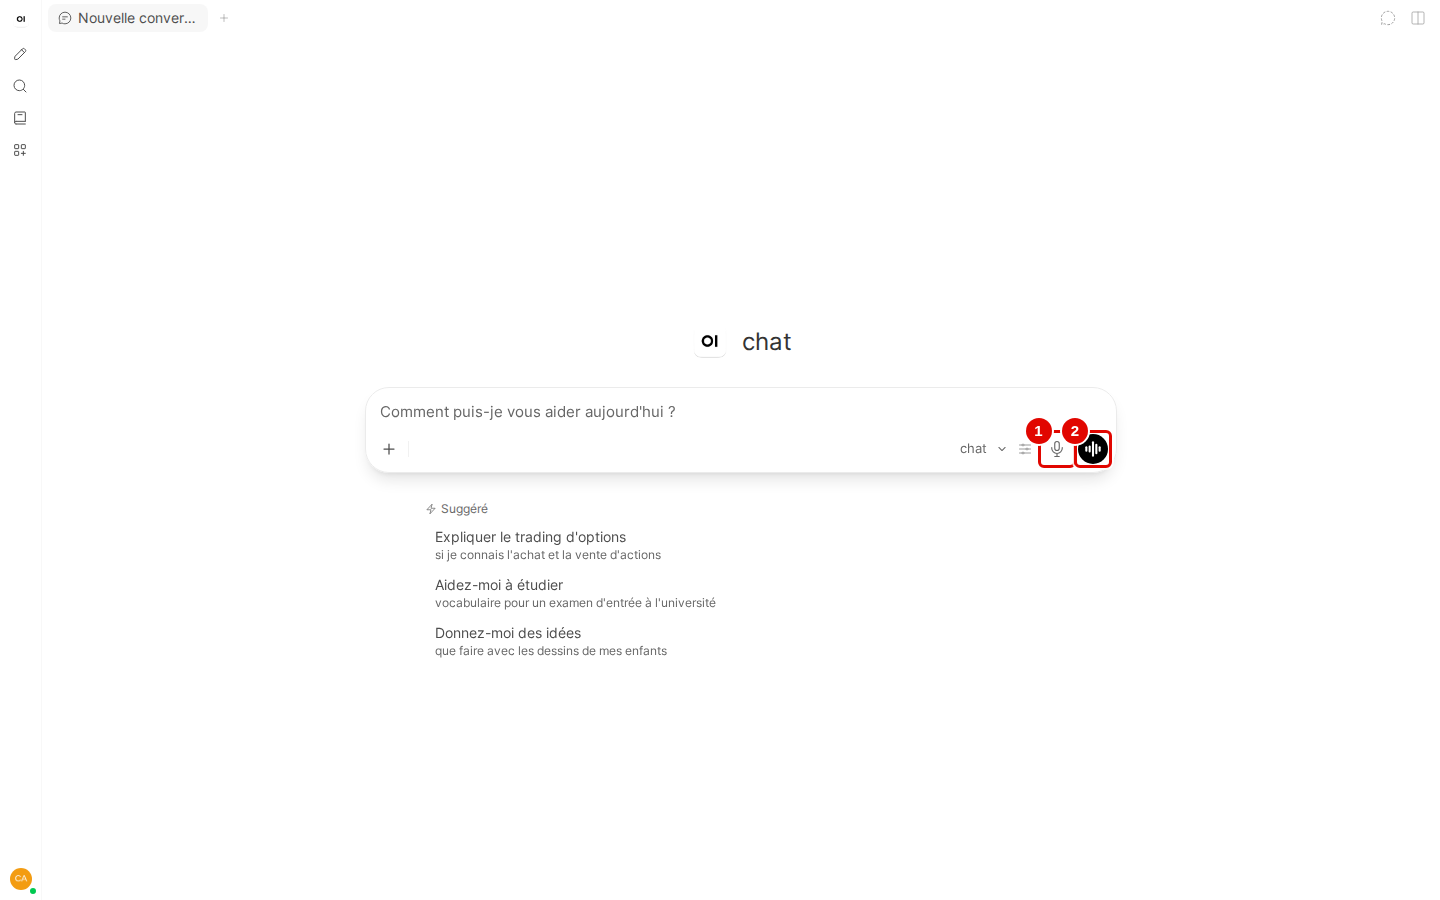 OI
Nouvelle conver...
OI chat
Comment puis-je vous aider aujourd'hui ?
chat
1
2
Suggéré
Expliquer le trading d'options
si je connais l'achat et la vente d'actions
Aidez-moi à étudier
vocabulaire pour un examen d'entrée à l'université
Donnez-moi des idées
que faire avec les dessins de mes enfants
CA